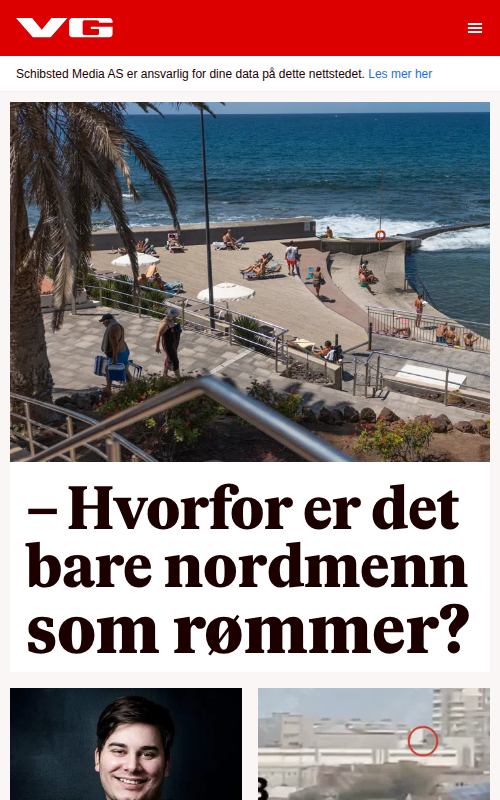 VG
Schibsted Media AS er ansvarlig for dine data på dette nettstedet. Les mer her
– Hvorfor er det
bare nordmenn
som rømmer?